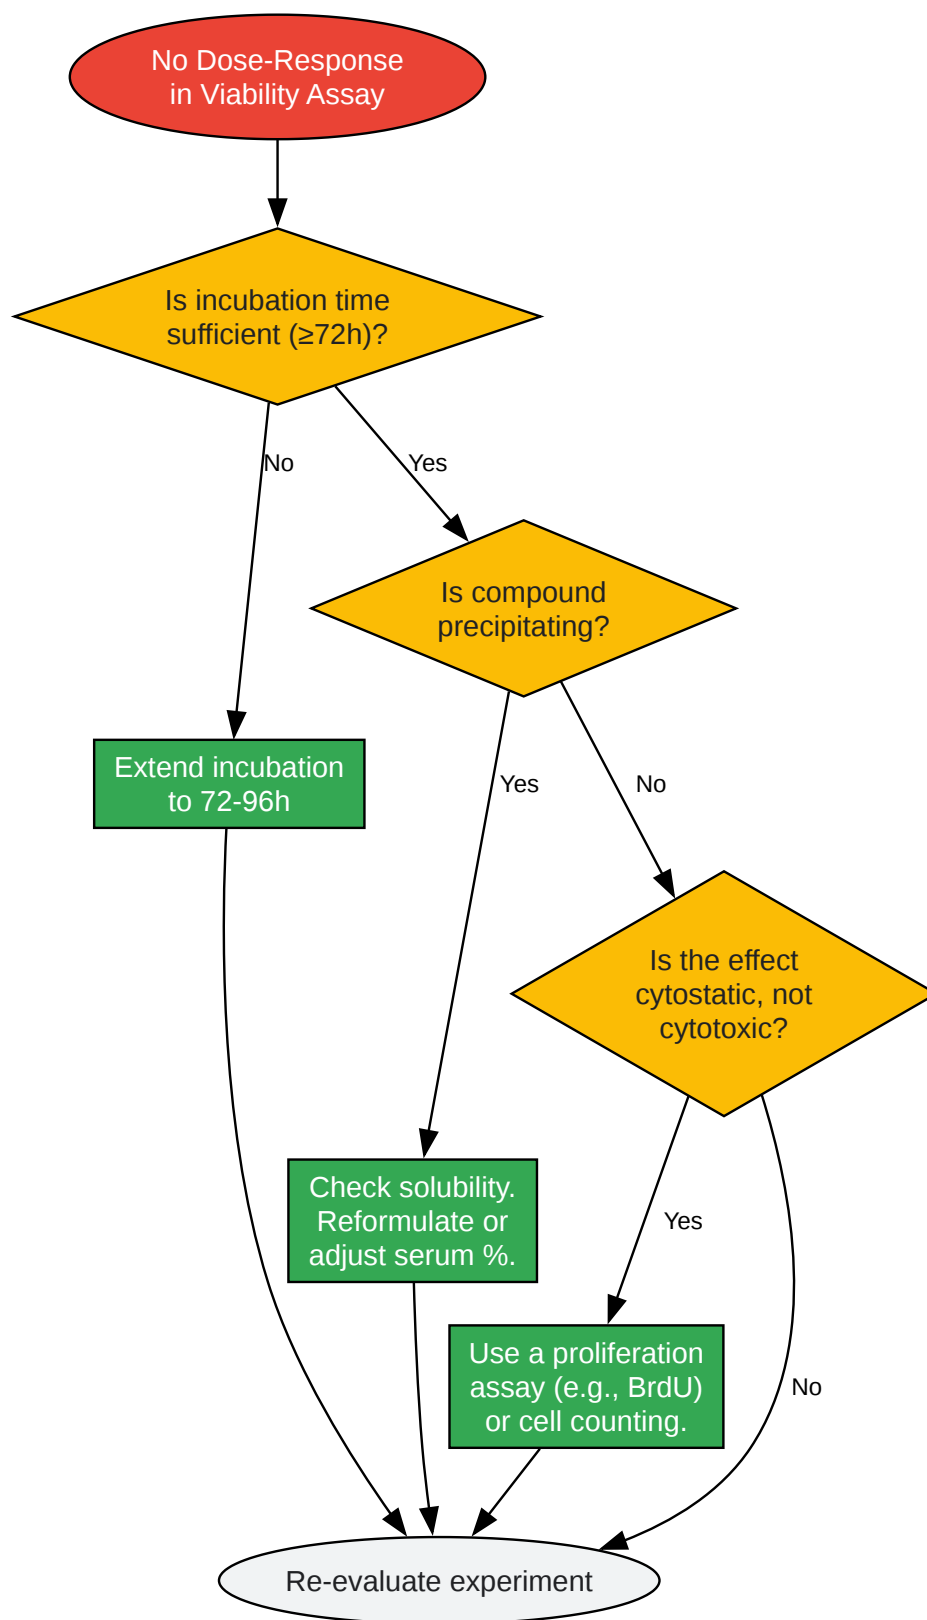 No Dose-Response
in Viability Assay
Is incubation time
sufficient (≥72h)?
No
Yes
Is compound
precipitating?
Extend incubation
to 72-96h
Yes
No
Is the effect
cytostatic, not
cytotoxic?
Check solubility.
Reformulate or
adjust serum %.
Yes
Use a proliferation
assay (e.g., BrdU)
or cell counting.
No
Re-evaluate experiment